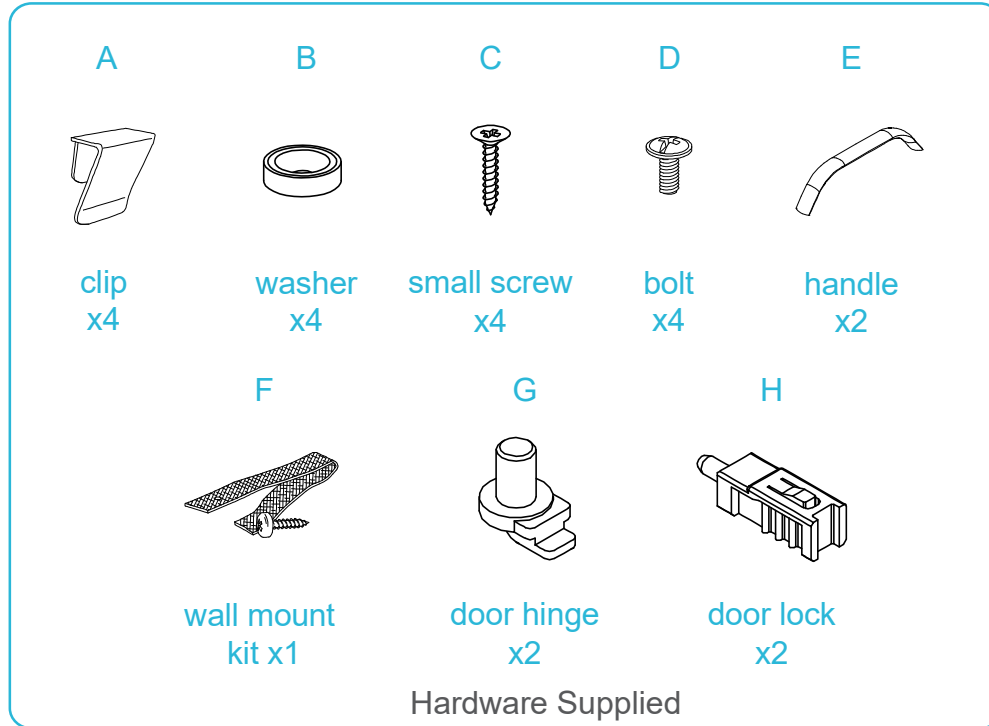 A B C D E
clip washer small screw bolt handle
x4 x4 x4 x4 x2
F G H
wall mount door hinge door lock
kit x1 x2 x2
Hardware Supplied